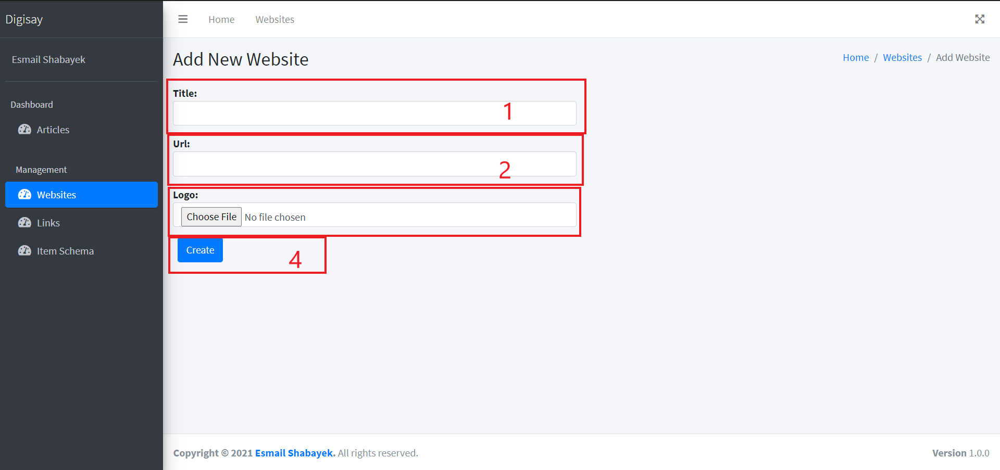 Digisay
Home Websites
Esmail Shabayek
Dashboard
Articles
Management
Websites
Links
Item Schema
Add New Website
Home / Websites / Add Website
Title:
1
Url:
2
Logo:
Choose File No file chosen
Create
4
Copyright © 2021 Esmail Shabayek. All rights reserved.
Version 1.0.0